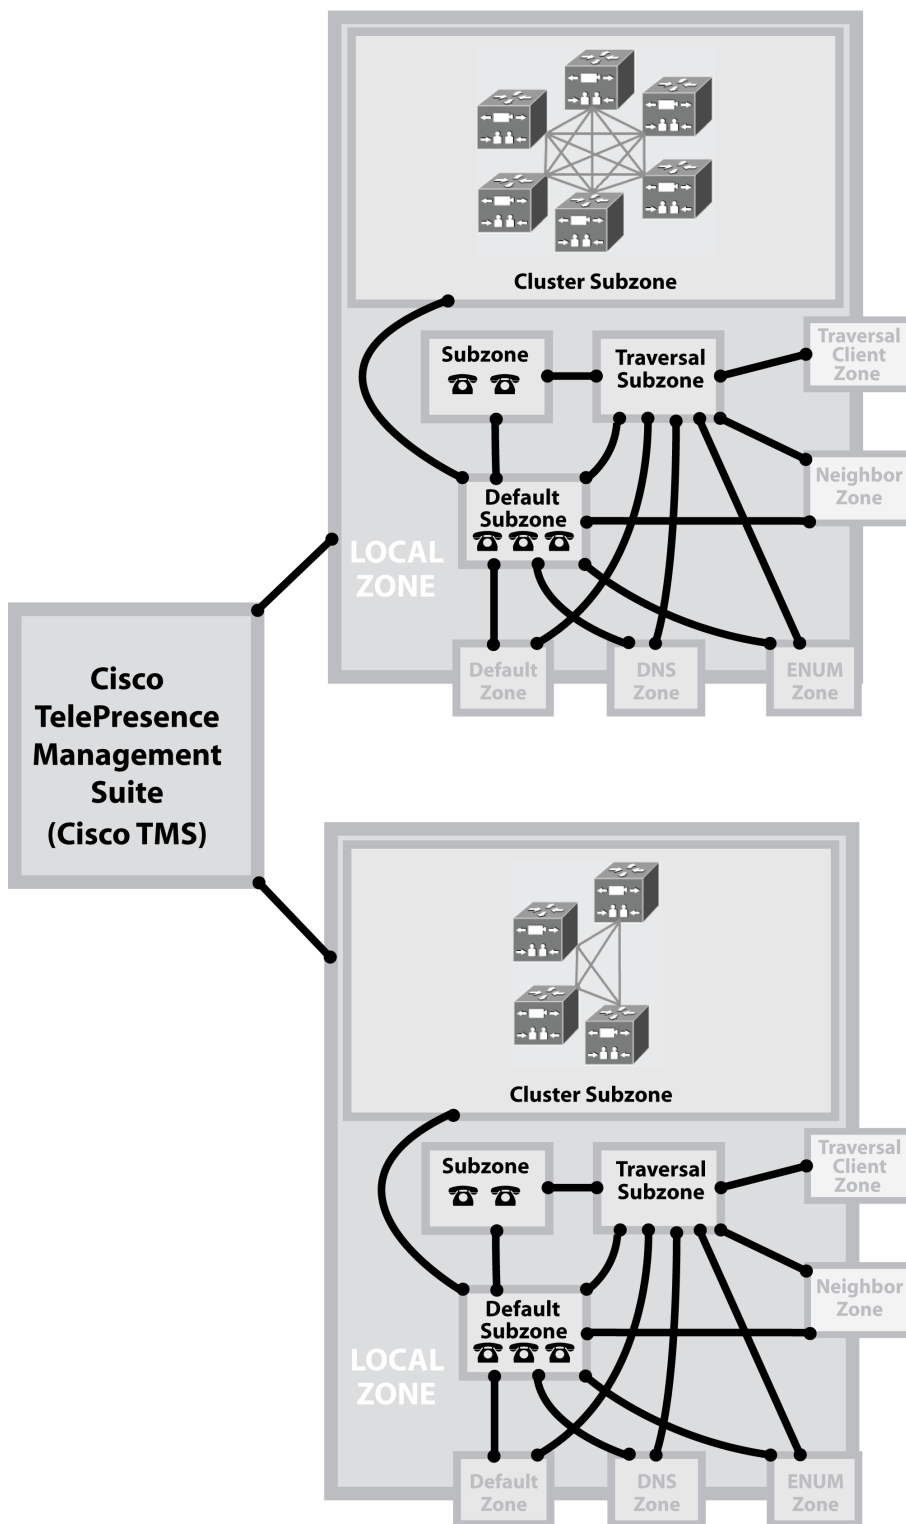 Cluster Subzone
Subzone
Traversal
Subzone
Traversal
Client
Zone
Default
Subzone
Neighbor
Zone
LOCAL
ZONE
Default
Zone
DNS
Zone
ENUM
Zone
Cisco
TelePresence
Management
Suite
(Cisco TMS)
Cluster Subzone
Subzone
Traversal
Subzone
Traversal
Client
Zone
Default
Subzone
Neighbor
Zone
LOCAL
ZONE
Default
Zone
DNS
Zone
ENUM
Zone